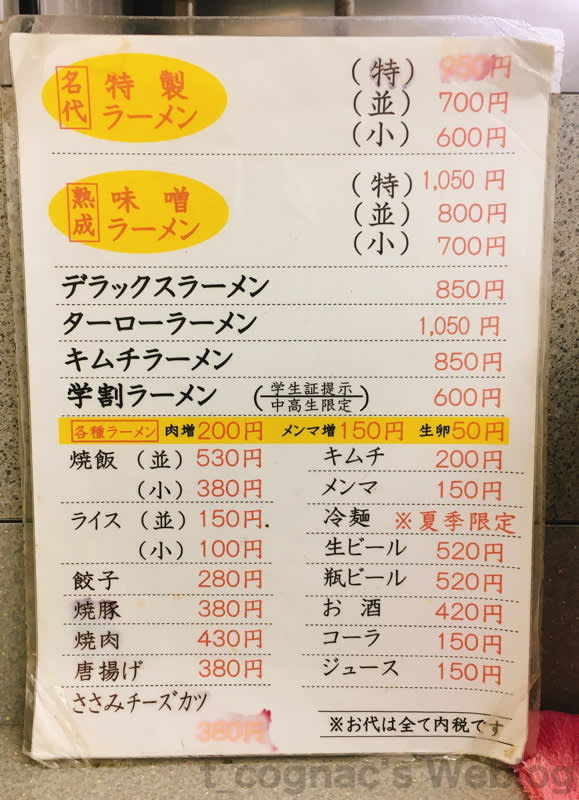 名代 特製ラーメン (特) 950円
(並) 700円
(小) 600円
熟成 味噌ラーメン (特) 1,050円
(並) 800円
(小) 700円
デラックスラーメン 850円
ターローラーメン 1,050円
キムチラーメン 850円
学割ラーメン (学生証提示 中高生限定) 600円
各種ラーメン 肉増200円 メンマ増150円 生卵50円
焼飯 (並) 530円
(小) 380円
ライス (並) 150円.
(小) 100円
餃子 280円
焼豚 380円
焼肉 430円
唐揚げ 380円
ささみチーズカツ
380円
キムチ 200円
メンマ 150円
冷麺 ※夏季限定
生ビール 520円
瓶ビール 520円
お酒 420円
コーラ 150円
ジュース 150円
※お代は全て内税です
t_cognac's Weblog